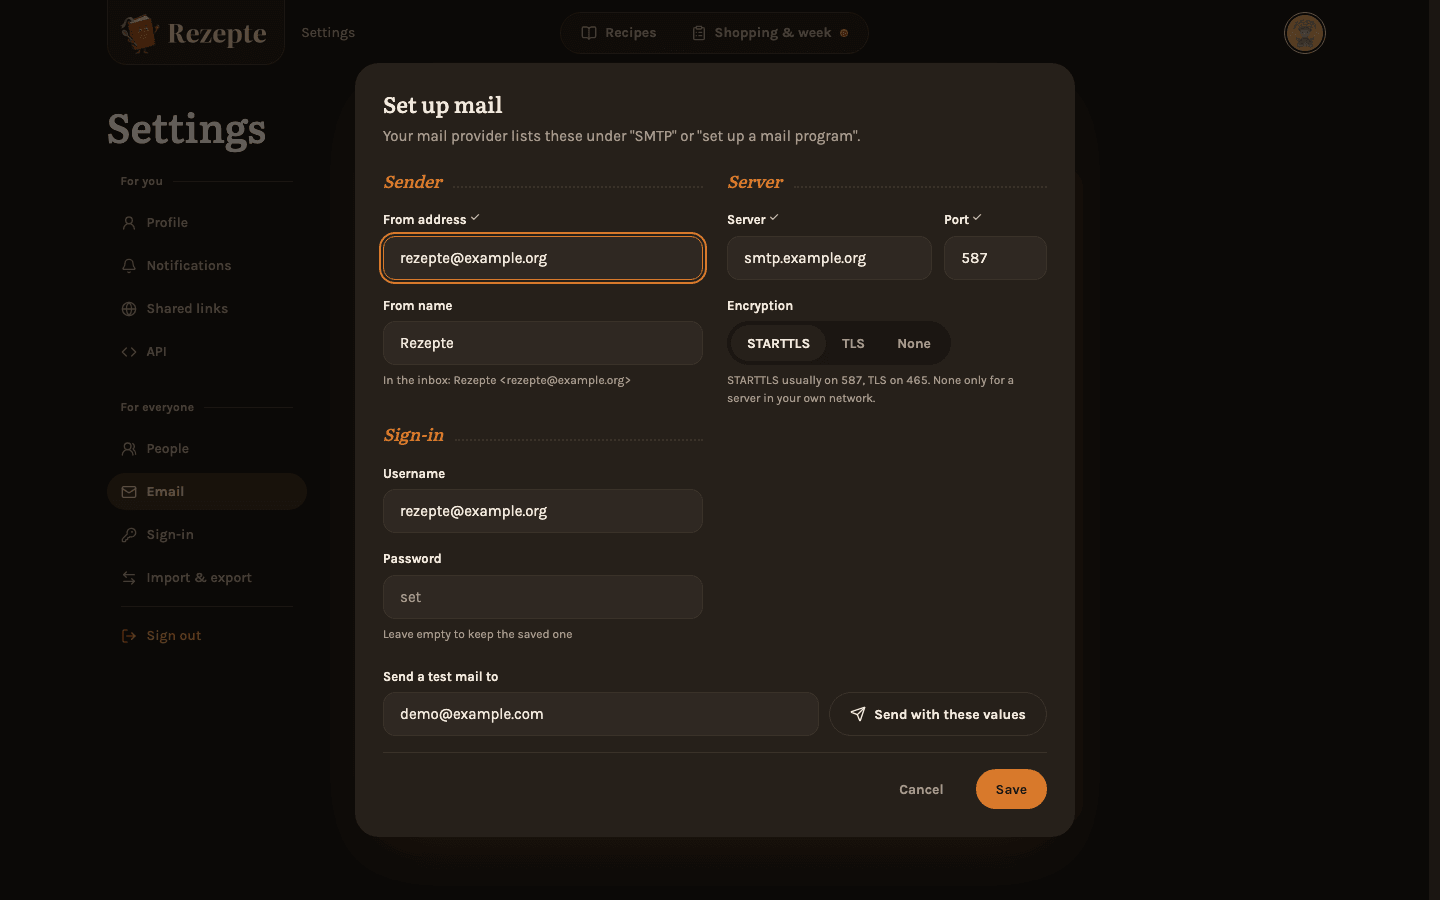 Rezepte
Settings
Recipes
Shopping & week
Settings
For you
Profile
Notifications
Shared links
API
For everyone
People
Email
Sign-in
Import & export
Sign out
Set up mail
Your mail provider lists these under "SMTP" or "set up a mail program".
Sender
From address
rezepte@example.org
From name
Rezepte
In the inbox: Rezepte <rezepte@example.org>
Server
Server
Port
smtp.example.org
587
Encryption
STARTTLS
TLS
None
STARTTLS usually on 587, TLS on 465. None only for a
server in your own network.
Sign-in
Username
rezepte@example.org
Password
set
Leave empty to keep the saved one
Send a test mail to
demo@example.com
Send with these values
Cancel
Save